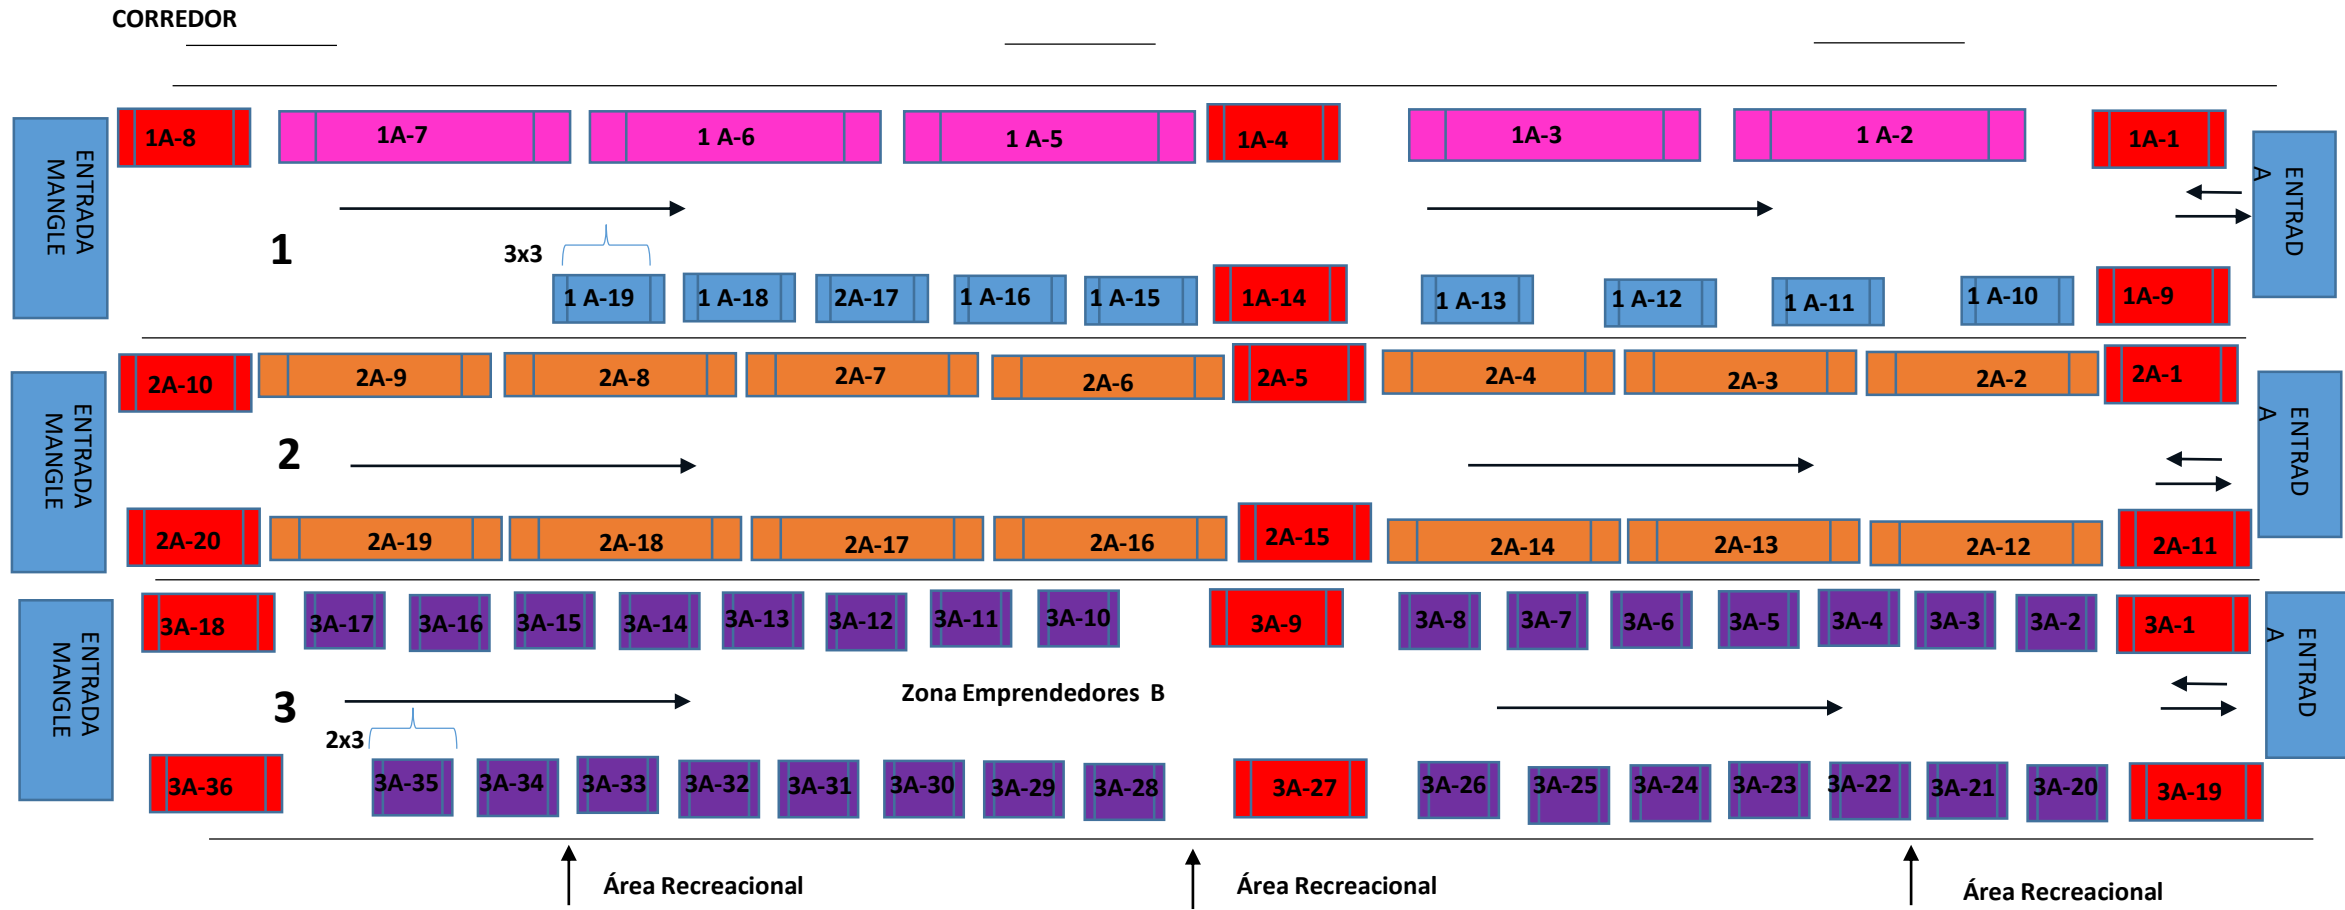 CORREDOR
1A-8
1A-7
1 A-6
1 A-5
1A-4
1A-3
1 A-2
1A-1
ENTRADA
MANGLE
ENTRAD
A
1
3x3
1 A-19
1 A-18
2A-17
1 A-16
1 A-15
1A-14
1 A-13
1 A-12
1 A-11
1 A-10
1A-9
2A-10
2A-9
2A-8
2A-7
2A-6
2A-5
2A-4
2A-3
2A-2
2A-1
ENTRADA
MANGLE
2
ENTRAD
A
2A-20
2A-19
2A-18
2A-17
2A-16
2A-15
2A-14
2A-13
2A-12
2A-11
3A-18
3A-17
3A-16
3A-15
3A-14
3A-13
3A-12
3A-11
3A-10
3A-9
3A-8
3A-7
3A-6
3A-5
3A-4
3A-3
3A-2
3A-1
ENTRADA
MANGLE
3
Zona Emprendedores B
ENTRAD
A
2x3
3A-36
3A-35
3A-34
3A-33
3A-32
3A-31
3A-30
3A-29
3A-28
3A-27
3A-26
3A-25
3A-24
3A-23
3A-22
3A-21
3A-20
3A-19
Área Recreacional
Área Recreacional
Área Recreacional